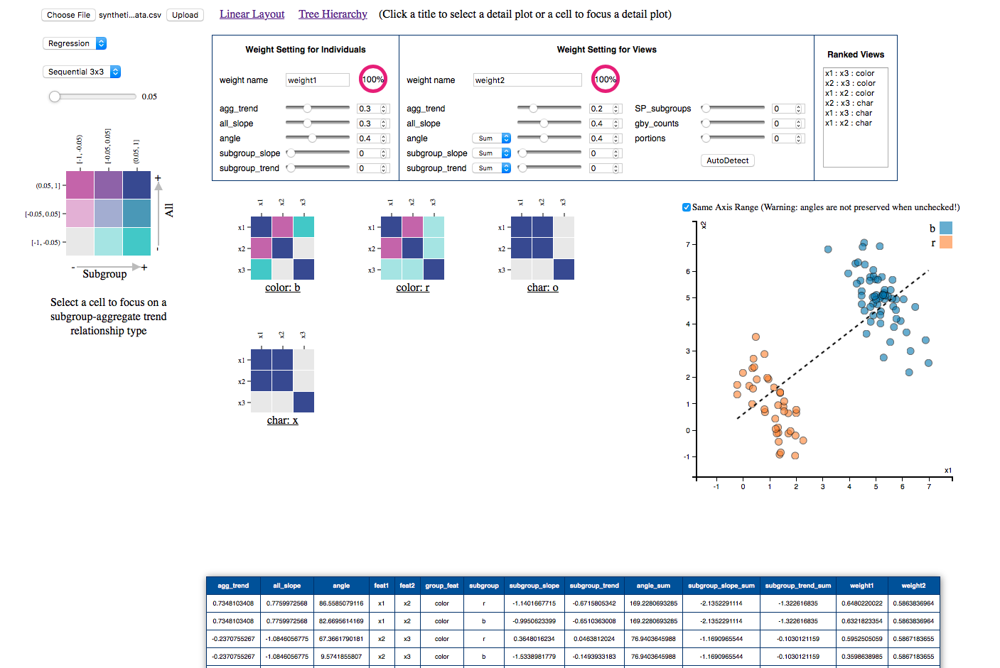 Choose File syntheti...ata.csv Upload Linear Layout Tree Hierarchy (Click a title to select a detail plot or a cell to focus a detail plot)
Regression
Sequential 3x3
0.05
[-1, -0.05)
[-0.05, 0.05]
(0.05, 1]
(0.05, 1]
[-0.05, 0.05]
[-1, -0.05)
+
All
-
- +
Subgroup
Select a cell to focus on a
subgroup-aggregate trend
relationship type
Weight Setting for Individuals
weight name weight1 100%
agg_trend 0.3
all_slope 0.3
angle 0.4
subgroup_slope 0
subgroup_trend 0
Weight Setting for Views
weight name weight2 100%
agg_trend 0.2
all_slope 0.4
angle Sum 0.4
subgroup_slope Sum 0
subgroup_trend Sum 0
SP_subgroups 0
gby_counts 0
portions 0
AutoDetect
Ranked Views
x1 : x3 : color
x2 : x3 : color
x1 : x2 : color
x2 : x3 : char
x1 : x3 : char
x1 : x2 : char
x1 x2 x3
x1
x2
x3
color: b
x1 x2 x3
x1
x2
x3
color: r
x1 x2 x3
x1
x2
x3
char: o
x1 x2 x3
x1
x2
x3
char: x
Same Axis Range (Warning: angles are not preserved when unchecked!)
x2
b
r
7
6
5
4
3
2
1
0
-1
x1
-1 0 1 2 3 4 5 6 7
agg_trend all_slope angle feat1 feat2 group_feat subgroup subgroup_slope subgroup_trend angle_sum subgroup_slope_sum subgroup_trend_sum weight1 weight2
0.7348103408 0.7759972568 86.5585079116 x1 x2 color r -1.1401667715 -0.6715805342 169.2280693285 -2.1352291114 -1.322616835 0.6480220022 0.5863836964
0.7348103408 0.7759972568 82.6695614169 x1 x2 color b -0.9950623399 -0.6510363008 169.2280693285 -2.1352291114 -1.322616835 0.6321823354 0.5863836964
-0.2370755267 -1.0846056775 67.3661790181 x2 x3 color r 0.3648016234 0.0463812024 76.9403645988 -1.1690965544 -0.1030121159 0.5952505059 0.5867183655
-0.2370755267 -1.0846056775 9.5741855807 x2 x3 color b -1.5338981779 -0.1493933183 76.9403645988 -1.1690965544 -0.1030121159 0.3598638985 0.5867183655